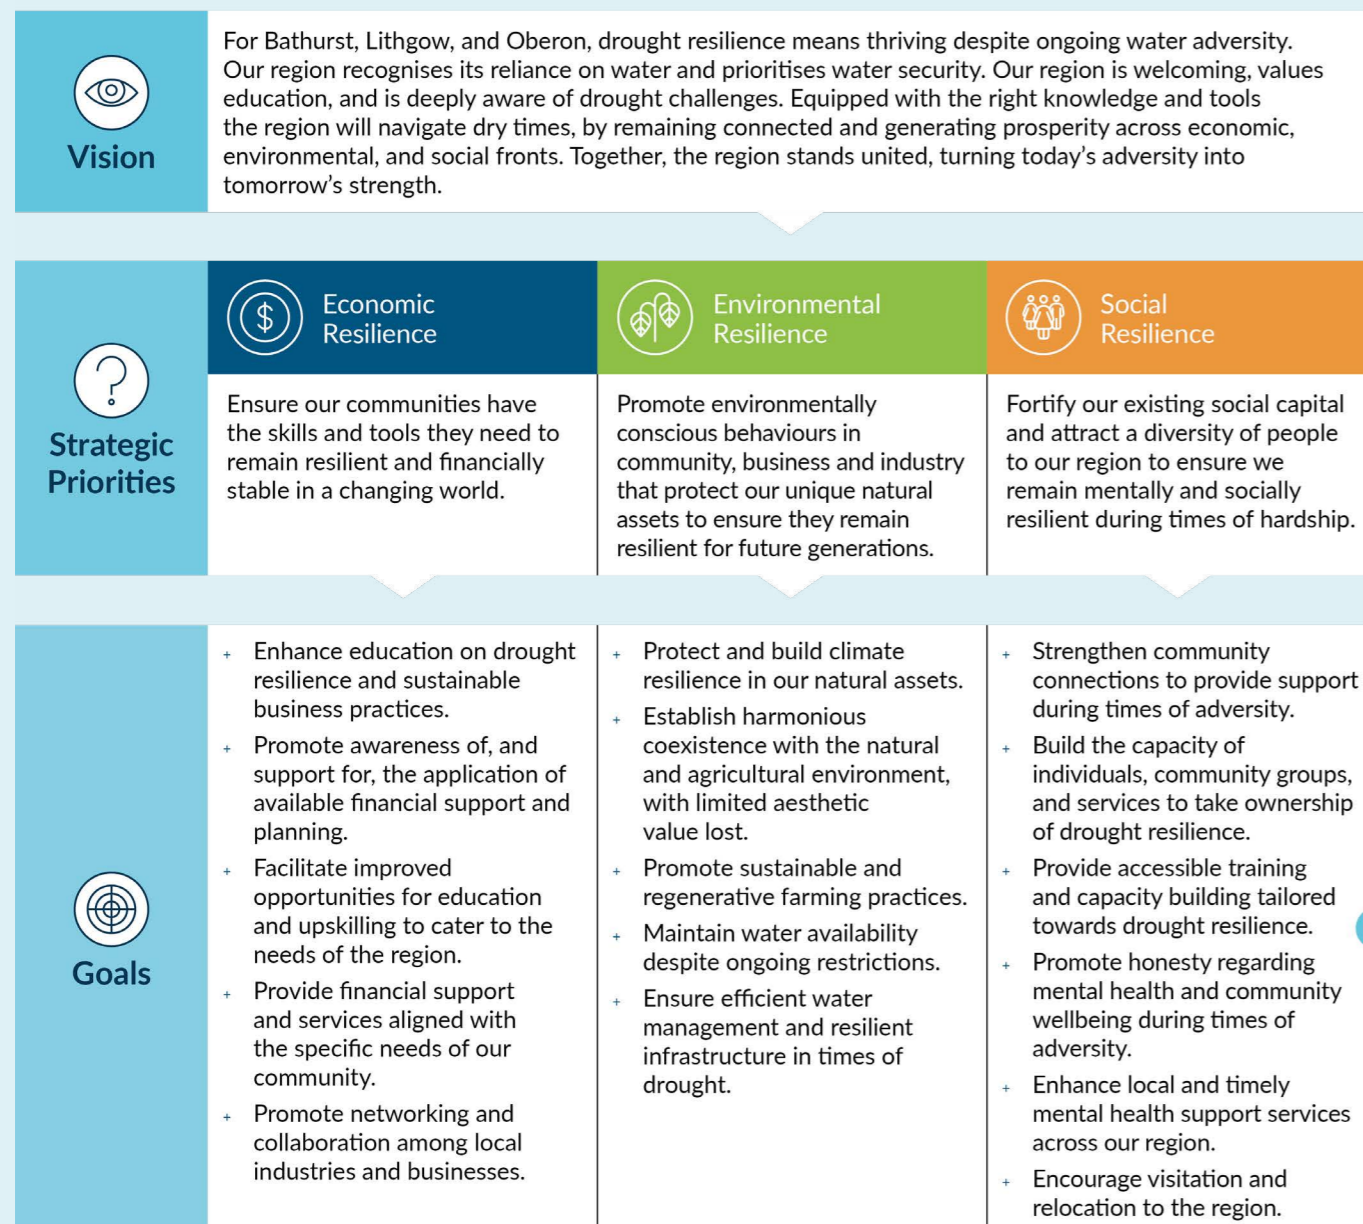 Vision
For Bathurst, Lithgow, and Oberon, drought resilience means thriving despite ongoing water adversity.
Our region recognises its reliance on water and prioritises water security. Our region is welcoming, values
education, and is deeply aware of drought challenges. Equipped with the right knowledge and tools
the region will navigate dry times, by remaining connected and generating prosperity across economic,
environmental, and social fronts. Together, the region stands united, turning today’s adversity into
tomorrow’s strength.
Strategic
Priorities
Economic
Resilience
Ensure our communities have
the skills and tools they need to
remain resilient and financially
stable in a changing world.
Environmental
Resilience
Promote environmentally
conscious behaviours in
community, business and industry
that protect our unique natural
assets to ensure they remain
resilient for future generations.
Social
Resilience
Fortify our existing social capital
and attract a diversity of people
to our region to ensure we
remain mentally and socially
resilient during times of hardship.
Goals
+ Enhance education on drought
resilience and sustainable
business practices.
+ Promote awareness of, and
support for, the application of
available financial support and
planning.
+ Facilitate improved
opportunities for education
and upskilling to cater to the
needs of the region.
+ Provide financial support
and services aligned with
the specific needs of our
community.
+ Promote networking and
collaboration among local
industries and businesses.
+ Protect and build climate
resilience in our natural assets.
+ Establish harmonious
coexistence with the natural
and agricultural environment,
with limited aesthetic
value lost.
+ Promote sustainable and
regenerative farming practices.
+ Maintain water availability
despite ongoing restrictions.
+ Ensure efficient water
management and resilient
infrastructure in times of
drought.
+ Strengthen community
connections to provide support
during times of adversity.
+ Build the capacity of
individuals, community groups,
and services to take ownership
of drought resilience.
+ Provide accessible training
and capacity building tailored
towards drought resilience.
+ Promote honesty regarding
mental health and community
wellbeing during times of
adversity.
+ Enhance local and timely
mental health support services
across our region.
+ Encourage visitation and
relocation to the region.